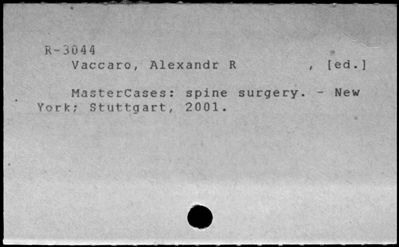 R-3044
Vaccaro, Alexandr R , [ed.]
MasterCases: spine surgery. - New
York; Stuttgart, 2001.